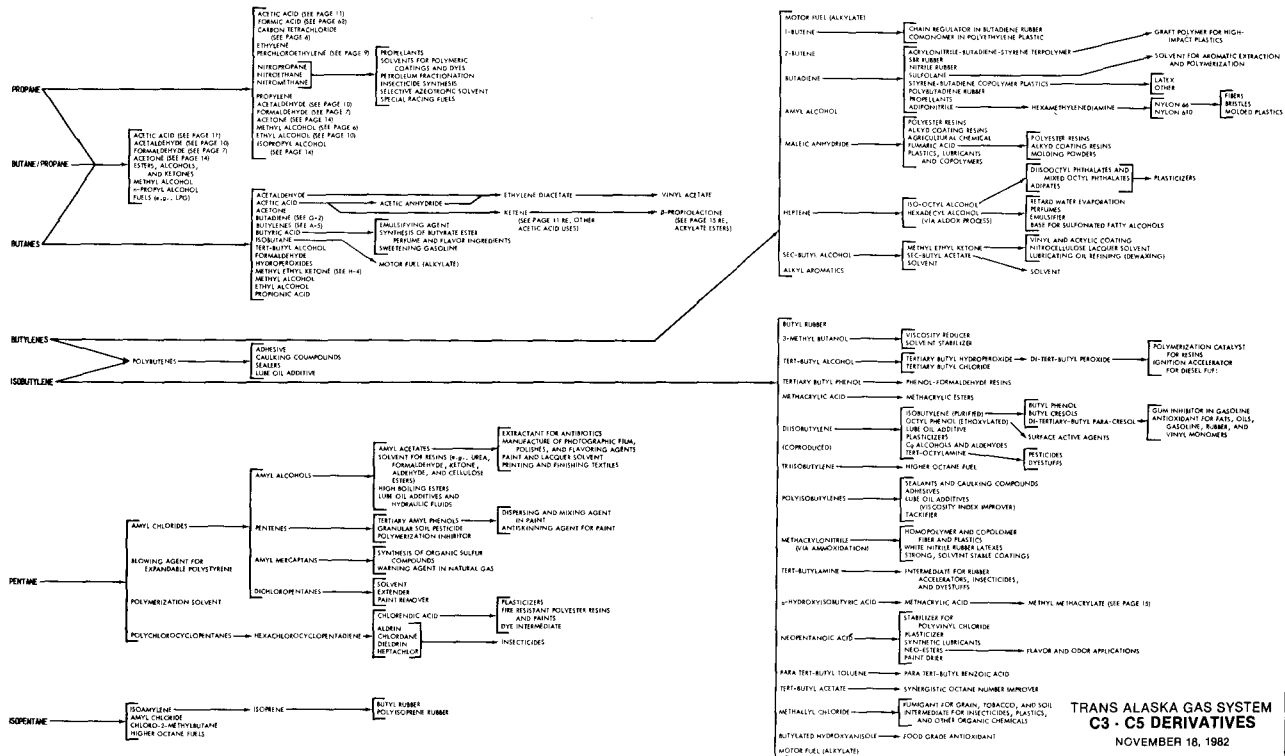 PROPANE
BUTANE/PROPANE
BUTANES
ACETIC ACID (SEE PAGE 11)
ACETALDEHYDE (SEE PAGE 10)
FORMALDEHYDE (SEE PAGE 7)
ACETONE (SEE PAGE 14)
ESTERS, ALCOHOLS,
AND KETONES
METHYL ALCOHOL
n-PROPYL ALCOHOL
FUELS (e.g., LPG)
ACETIC ACID (SEE PAGE 11)
FORMIC ACID (SEE PAGE 62)
CARBON TETRACHLORIDE
(SEE PAGE 6)
ETHYLENE
PERCHLOROETHYLENE (SEE PAGE 9)
NITROPROPANE
NITROETHANE
NITROMETHANE
PROPYLENE
ACETALDEHYDE (SEE PAGE 10)
FORMALDEHYDE (SEE PAGE 7)
ACETONE (SEE PAGE 14)
METHYL ALCOHOL (SEE PAGE 6)
ETHYL ALCOHOL (SEE PAGE 10)
ISOPROPYL ALCOHOL
(SEE PAGE 14)
PROPELLANTS
SOLVENTS FOR POLYMERIC
COATINGS AND DYES
PETROLEUM FRACTIONATION
INSECTICIDE SYNTHESIS
SELECTIVE AZEOTROPIC SOLVENT
SPECIAL RACING FUELS
ACETALDEHYDE
ACETIC ACID
ACETONE
BUTADIENE (SEE G-2)
BUTYLENES (SEE A-5)
BUTYRIC ACID
ISOBUTANE
TERT-BUTYL ALCOHOL
FORMALDEHYDE
HYDROPEROXIDES
METHYL ETHYL KETONE (SEE H-4)
METHYL ALCOHOL
ETHYL ALCOHOL
PROPIONIC ACID
ACETIC ANHYDRIDE
EMULSIFYING AGENT
SYNTHESIS OF BUTYRATE ESTER
PERFUME AND FLAVOR INGREDIENTS
SWEETENING GASOLINE
MOTOR FUEL (ALKYLATE)
ETHYLENE DIACETATE
VINYL ACETATE
KETENE
(SEE PAGE 11 RE, OTHER
ACETIC ACID USES)
β-PROPIOLACTONE
(SEE PAGE 15 RE,
ACRYLATE ESTERS)
BUTYLENES
POLYBUTENES
ISOBUTYLENE
ADHESIVE
CAULKING COUMPOUNDS
SEALERS
LUBE OIL ADDITIVE
PENTANE
AMYL CHLORIDES
BLOWING AGENT FOR
EXPANDABLE POLYSTYRENE
POLYMERIZATION SOLVENT
POLYCHLOROCYCLOPENTANES
AMYL ALCOHOLS
PENTENES
AMYL MERCAPTANS
DICHLOROPENTANES
HEXACHLOROCYCLOPENTADIENE
AMYL ACETATES
SOLVENT FOR RESINS (e.g., UREA,
FORMALDEHYDE, KETONE,
ALDEHYDE, AND CELLULOSE
ESTERS)
HIGH BOILING ESTERS
LUBE OIL ADDITIVES AND
HYDRAULIC FLUIDS
EXTRACTANT FOR ANTIBIOTICS
MANUFACTURE OF PHOTOGRAPHIC FILM,
POLISHES, AND FLAVORING AGENTS
PAINT AND LACQUER SOLVENT
PRINTING AND FINISHING TEXTILES
TERTIARY AMYL PHENOLS
GRANULAR SOIL PESTICIDE
POLYMERIZATION INHIBITOR
DISPERSING AND MIXING AGENT
IN PAINT
ANTISKINNING AGENT FOR PAINT
SYNTHESIS OF ORGANIC SULFUR
COMPOUNDS
WARNING AGENT IN NATURAL GAS
SOLVENT
EXTENDER
PAINT REMOVER
CHLORENDIC ACID
ALDRIN
CHLORDANE
DIELDRIN
HEPTACHLOR
PLASTICIZERS
FIRE RESISTANT POLYESTER RESINS
AND PAINTS
DYE INTERMEDIATE
INSECTICIDES
ISOPENTANE
ISOAMYLENE
AMYL CHLORIDE
CHLORO-2-METHYLBUTANE
HIGHER OCTANE FUELS
ISOPRENE
BUTYL RUBBER
POLYISOPRENE RUBBER
MOTOR FUEL (ALKYLATE)
1-BUTENE
2-BUTENE
BUTADIENE
AMYL ALCOHOL
MALEIC ANHYDRIDE
HEPTENE
SEC-BUTYL ALCOHOL
ALKYL AROMATICS
CHAIN REGULATOR IN BUTADIENE RUBBER
COMONOMER IN POLYETHYLENE PLASTIC
ACRYLONITRILE-BUTADIENE-STYRENE TERPOLYMER
SBR RUBBER
NITRILE RUBBER
SULFOLANE
STYRENE-BUTADIENE COPOLYMER PLASTICS
POLYBUTADIENE RUBBER
PROPELLANTS
ADIPONITRILE
GRAFT POLYMER FOR HIGH-
IMPACT PLASTICS
SOLVENT FOR AROMATIC EXTRACTION
AND POLYMERIZATION
LATEX
OTHER
HEXAMETHYLENEDIAMINE
NYLON 66
NYLON 610
FIBERS
BRISTLES
MOLDED PLASTICS
POLYESTER RESINS
ALKYD COATING RESINS
AGRICULTURAL CHEMICAL
FUMARIC ACID
PLASTICS, LUBRICANTS
AND COPOLYMERS
POLYESTER RESINS
ALKYD COATING RESINS
MOLDING POWDERS
ISO-OCTYL ALCOHOL
HEXADECYL ALCOHOL
(VIA ALDOX PROCESS)
DIISOOCTYL PHTHALATES AND
MIXED OCTYL PHTHALATES
ADIPATES
PLASTICIZERS
RETARD WATER EVAPORATION
PERFUMES
EMULSIFIER
BASE FOR SULFONATED FATTY ALCOHOLS
METHYL ETHYL KETONE
SEC-BUTYL ACETATE
SOLVENT
VINYL AND ACRYLIC COATING
NITROCELLULOSE LACQUER SOLVENT
LUBRICATING OIL REFINING (DEWAXING)
SOLVENT
BUTYL RUBBER
3-METHYL BUTANOL
TERT-BUTYL ALCOHOL
TERTIARY BUTYL PHENOL
METHACRYLIC ACID
DIISOBUTYLENE
(COPRODUCED)
TRIISOBUTYLENE
POLYISOBUTYLENES
METHACRYLONITRILE
(VIA AMMOXIDATION)
TERT-BUTYLAMINE
α-HYDROXYISOBUTYRIC ACID
NEOPENTANOIC ACID
PARA TERT-BUTYL TOLUENE
TERT-BUTYL ACETATE
METHALLYL CHLORIDE
BUTYLATED HYDROXYANISOLE
MOTOR FUEL (ALKYLATE)
VISCOSITY REDUCER
SOLVENT STABILIZER
TERTIARY BUTYL HYDROPEROXIDE
TERTIARY BUTYL CHLORIDE
DI-TERT-BUTYL PEROXIDE
POLYMERIZATION CATALYST
FOR RESINS
IGNITION ACCELERATOR
FOR DIESEL
PHENOL-FORMALDEHYDE RESINS
METHACRYLIC ESTERS
ISOBUTYLENE (PURIFIED)
OCTYL PHENOL (ETHOXYLATED)
LUBE OIL ADDITIVE
PLASTICIZERS
C9 ALCOHOLS AND ALDEHYDES
TERT-OCTYLAMINE
BUTYL PHENOL
BUTYL CRESOLS
DI-TERTIARY-BUTYL PARA-CRESOL
SURFACE ACTIVE AGENTS
GUM INHIBITOR IN GASOLINE
ANTIOXIDANT FOR FATS, OILS,
GASOLINE, RUBBER, AND
VINYL MONOMERS
PESTICIDES
DYESTUFFS
HIGHER OCTANE FUEL
SEALANTS AND CAULKING COMPOUNDS
ADHESIVES
LUBE OIL ADDITIVES
(VISCOSITY INDEX IMPROVER)
TACKIFIER
HOMOPOLYMER AND COPOLOMER
FIBER AND PLASTICS
WHITE NITRILE RUBBER LATEXES
STRONG, SOLVENT STABLE COATINGS
INTERMEDIATE FOR RUBBER
ACCELERATORS, INSECTICIDES,
AND DYESTUFFS
METHACRYLIC ACID
METHYL METHACRYLATE (SEE PAGE 15)
STABILIZER FOR
POLYVINYL CHLORIDE
PLASTICIZER
SYNTHETIC LUBRICANTS
NEO-ESTERS
PAINT DRIER
FLAVOR AND ODOR APPLICATIONS
PARA TERT-BUTYL BENZOIC ACID
SYNERGISTIC OCTANE NUMBER IMPROVER
FUMIGANT FOR GRAIN, TOBACCO, AND SOIL
INTERMEDIATE FOR INSECTICIDES, PLASTICS,
AND OTHER ORGANIC CHEMICALS
FOOD GRADE ANTIOXIDANT
TRANS ALASKA GAS SYSTEM
C3 - C5 DERIVATIVES
NOVEMBER 18, 1982